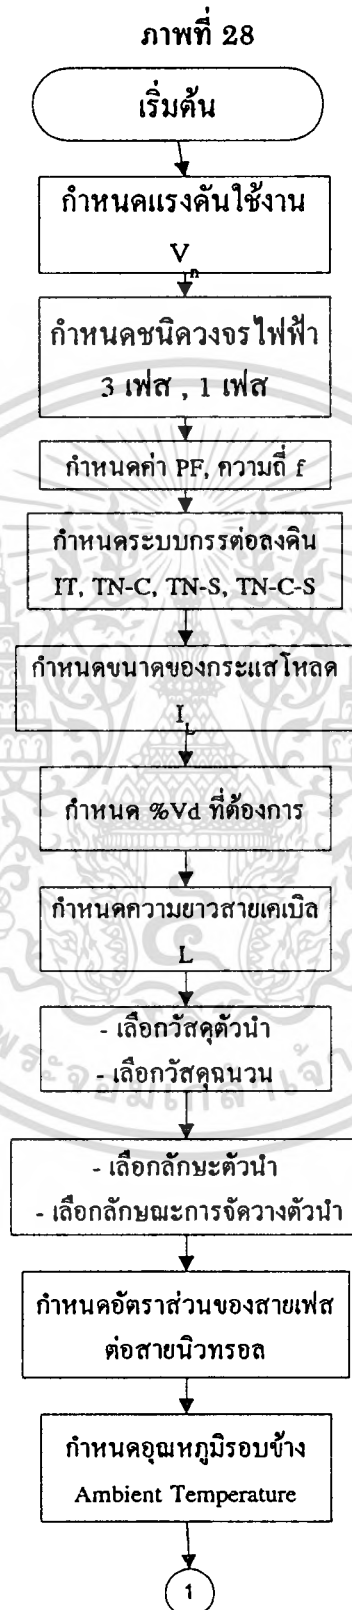 ภาพที่ 28
เริ่มต้น
กำหนดแรงดันใช้งาน
Vn
กำหนดชนิดวงจรไฟฟ้า
3 เฟส , 1 เฟส
กำหนดค่า PF, ความถี่ f
กำหนดระบบกรรต่อลงดิน
IT, TN-C, TN-S, TN-C-S
กำหนดขนาดของกระแสโหลด
IL
กำหนด %Vd ที่ต้องการ
กำหนดความยาวสายเคเบิล
L
- เลือกวัสดุตัวนำ
- เลือกวัสดุฉนวน
- เลือกลักษะตัวนำ
- เลือกลักษณะการจัดวางตัวนำ
กำหนดอัตราส่วนของสายเฟส
ต่อสายนิวทรอล
กำหนดอุณหภูมิรอบข้าง
Ambient Temperature
1